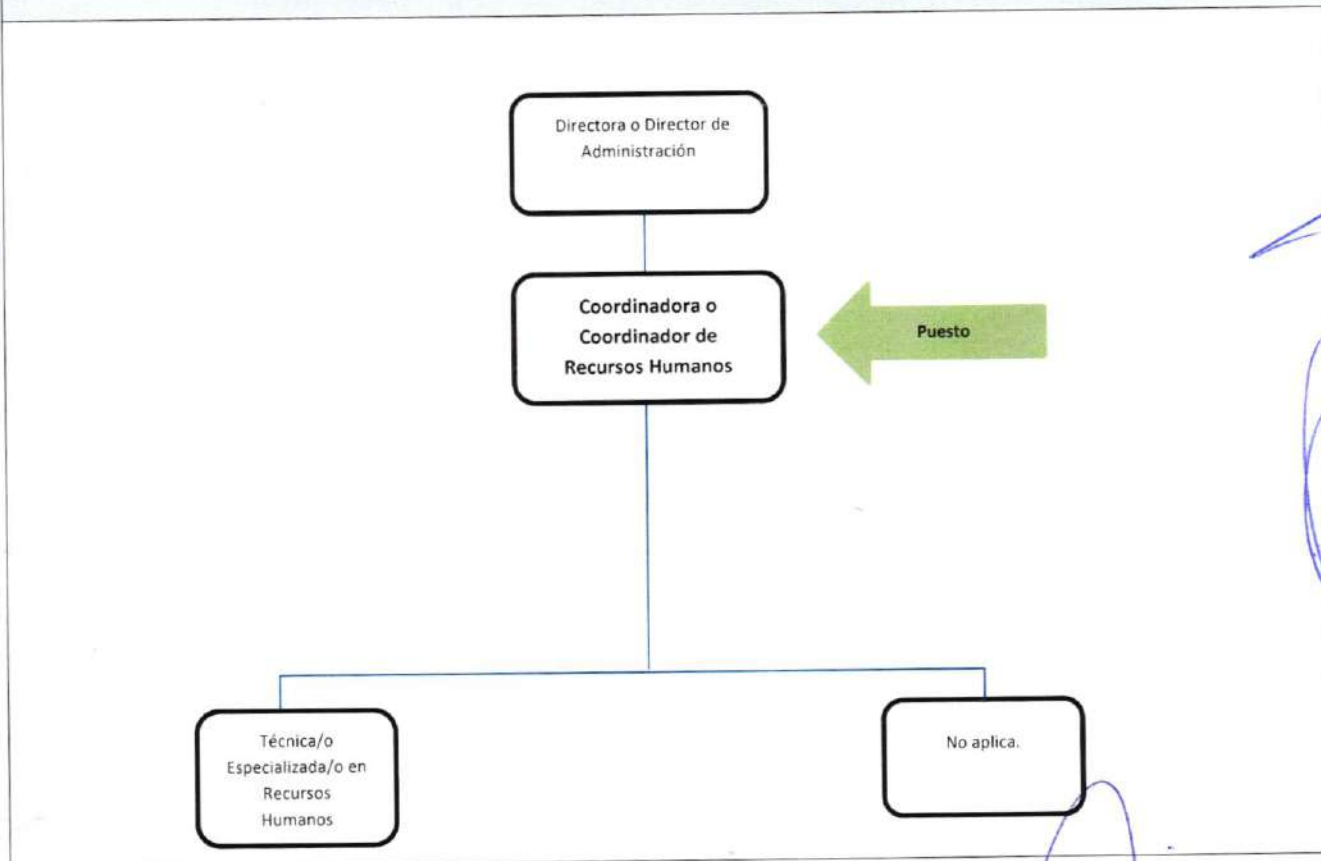 Directora o Director de
Administración
Coordinadora o
Coordinador de
Recursos Humanos
Puesto
Técnica/o
Especializada/o en
Recursos
Humanos
No aplica.